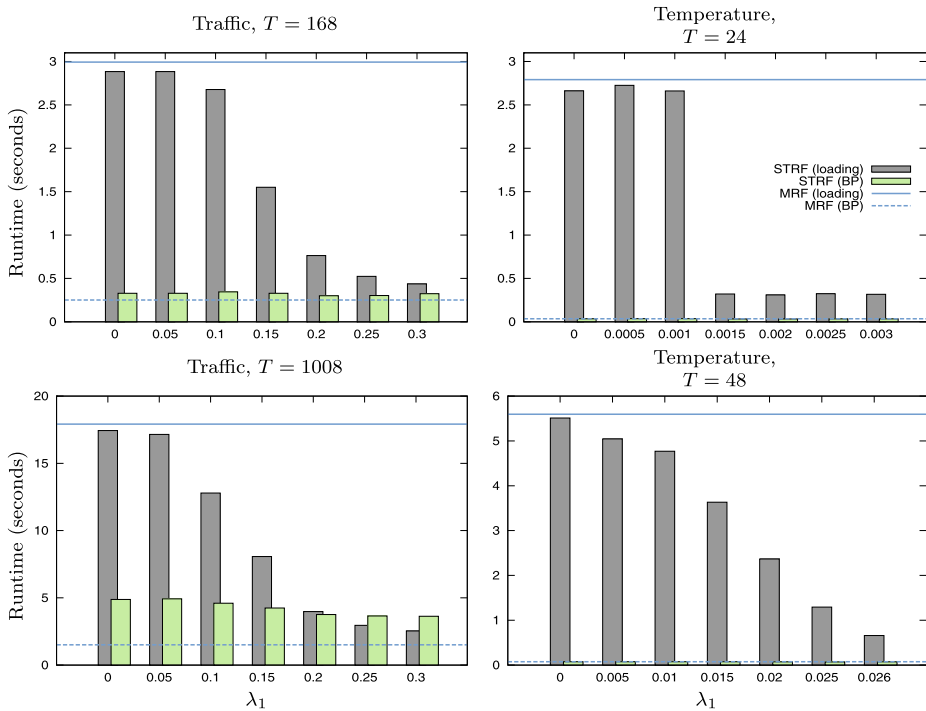 Traffic, T = 168
Runtime (seconds)
3
2.5
2
1.5
1
0.5
0
0 0.05 0.1 0.15 0.2 0.25 0.3
Temperature,
T = 24
3
2.5
2
1.5
1
0.5
0
STRF (loading)
STRF (BP)
MRF (loading)
MRF (BP)
0 0.0005 0.001 0.0015 0.002 0.0025 0.003
Traffic, T = 1008
Runtime (seconds)
20
15
10
5
0
0 0.05 0.1 0.15 0.2 0.25 0.3
λ₁
Temperature,
T = 48
6
5
4
3
2
1
0
0 0.005 0.01 0.015 0.02 0.025 0.026
λ₁